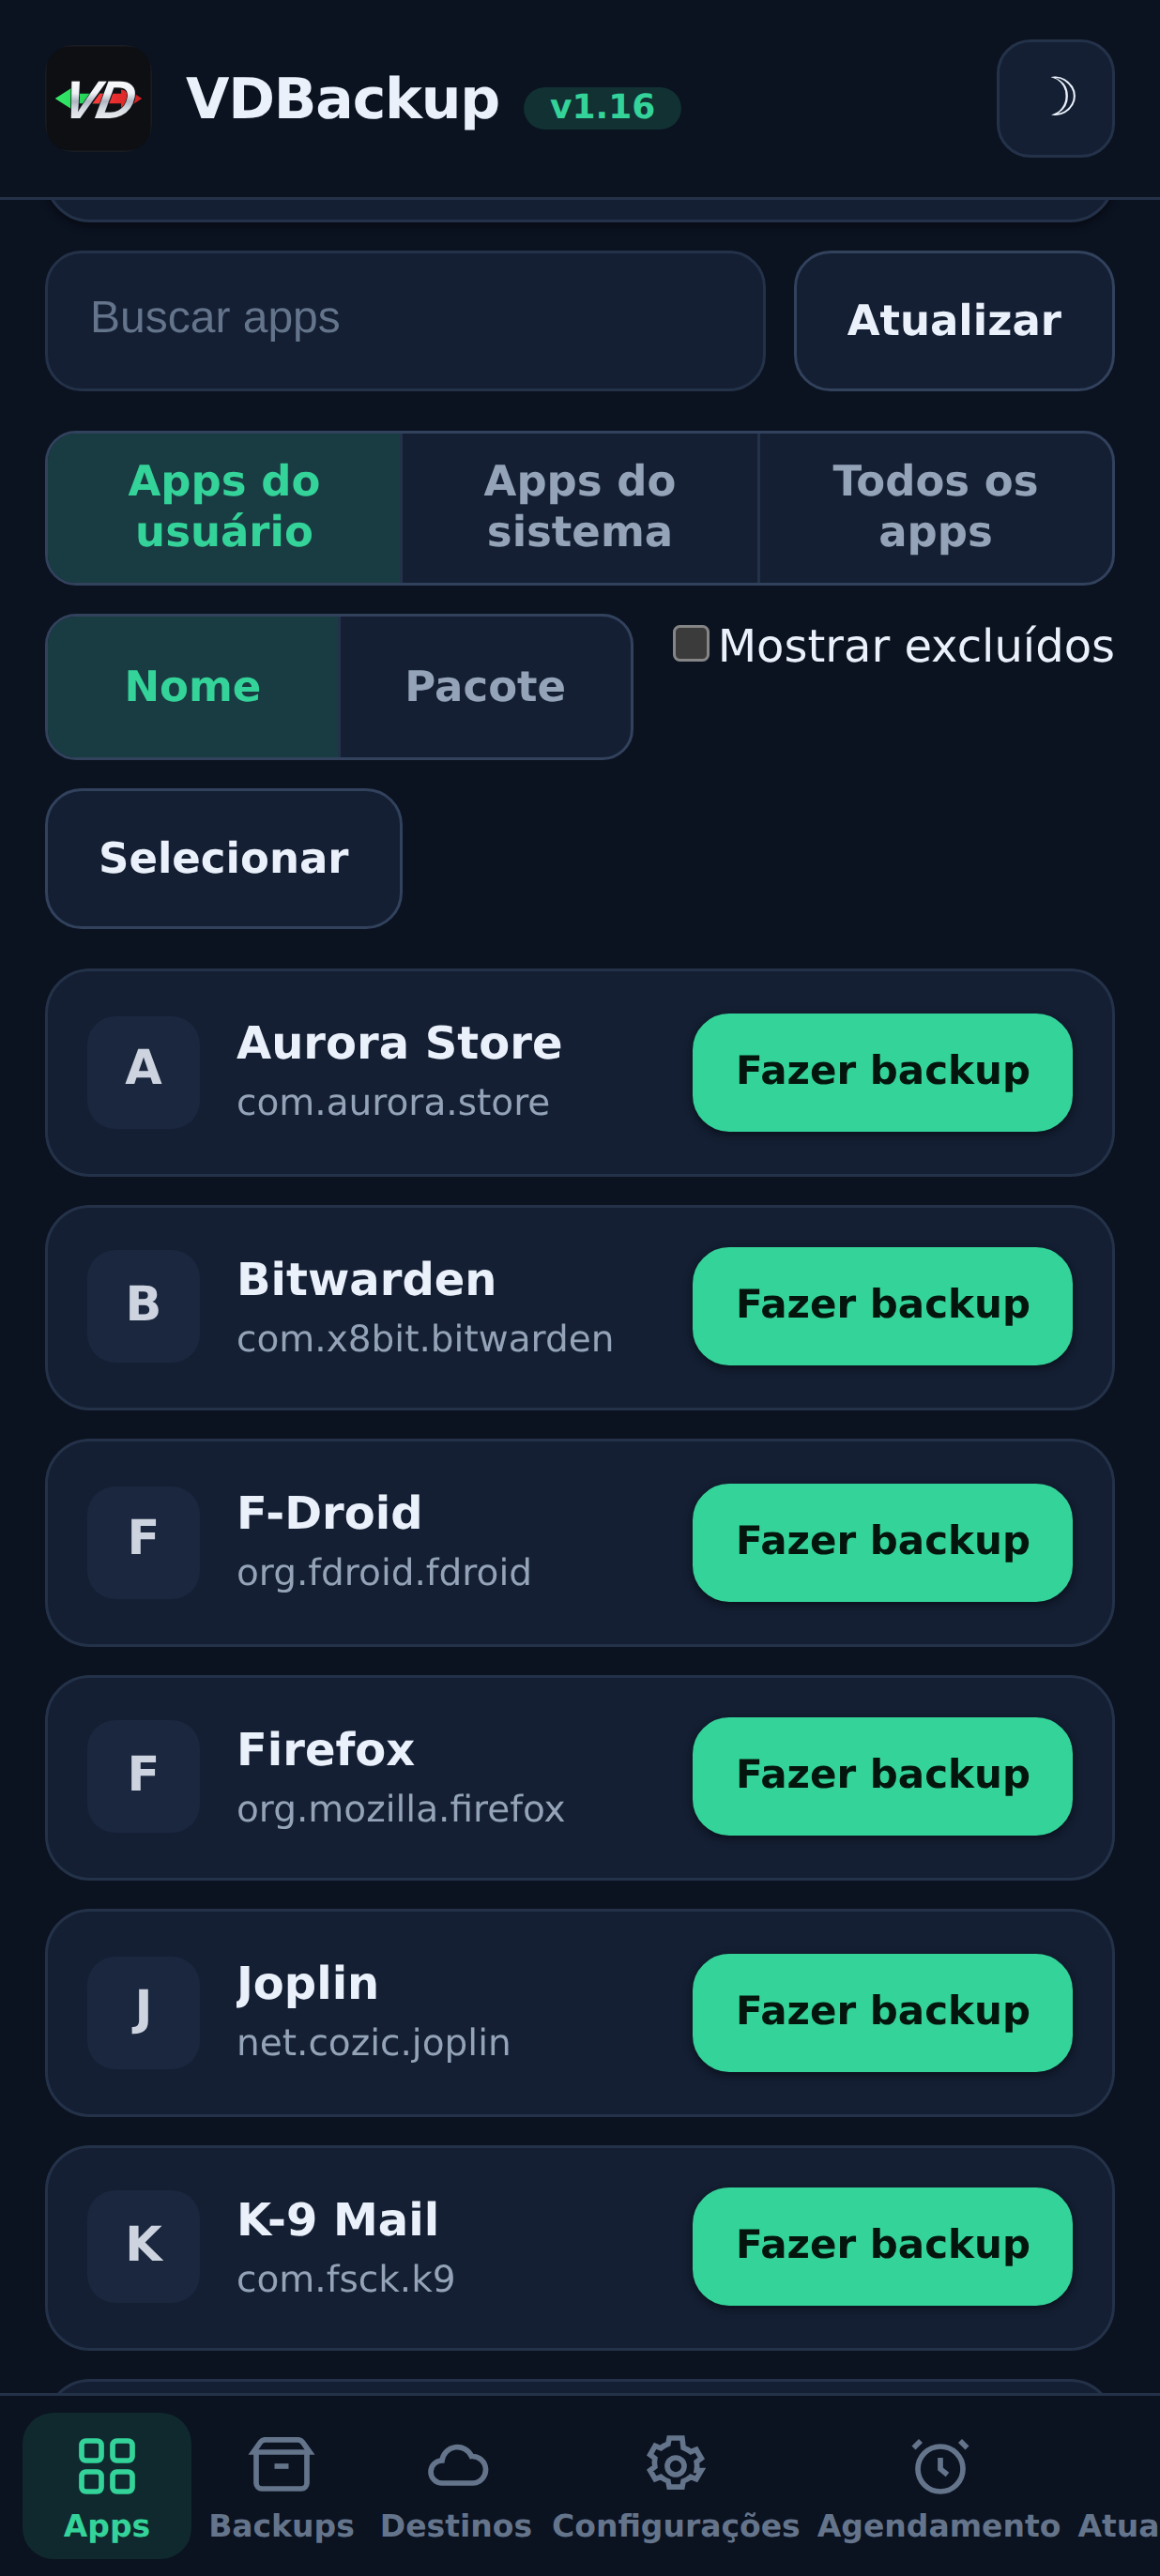 VD
VDBackup v1.16
Buscar apps
Atualizar
Apps do
usuário
Apps do
sistema
Todos os
apps
Nome
Pacote
Mostrar excluídos
Selecionar
A
Aurora Store
com.aurora.store
Fazer backup
B
Bitwarden
com.x8bit.bitwarden
Fazer backup
F
F-Droid
org.fdroid.fdroid
Fazer backup
F
Firefox
org.mozilla.firefox
Fazer backup
J
Joplin
net.cozic.joplin
Fazer backup
K
K-9 Mail
com.fsck.k9
Fazer backup
Apps
Backups
Destinos
Configurações
Agendamento
Atua